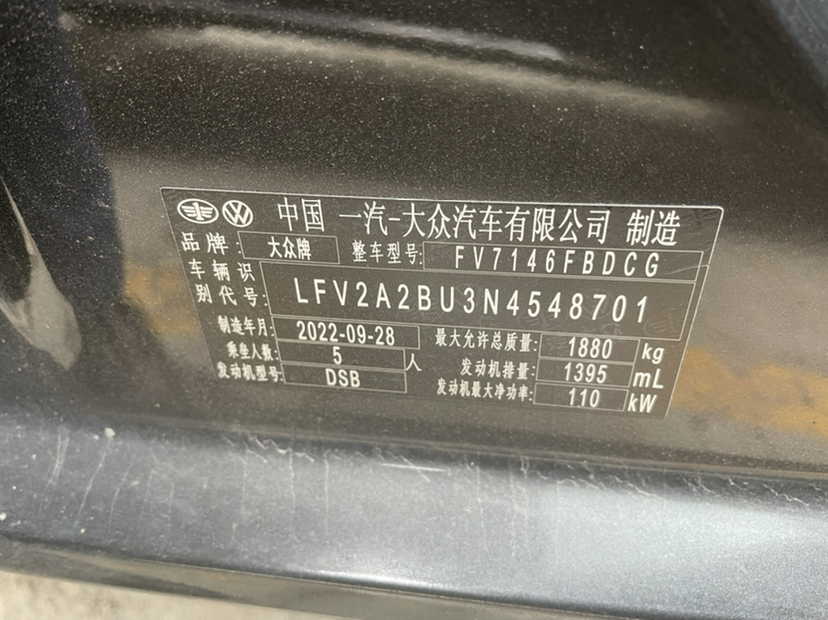 中国 一汽-大众汽车有限公司 制造
品牌: 大众牌 整车型号: FV7146FBDCG
车辆识
别代号: LFV2A2BU3N4548701
制造年月: 2022-09-28 最大允许总质量: 1880 kg
乘坐人数: 5 人 发动机排量: 1395 mL
发动机型号: DSB 发动机最大净功率: 110 kW